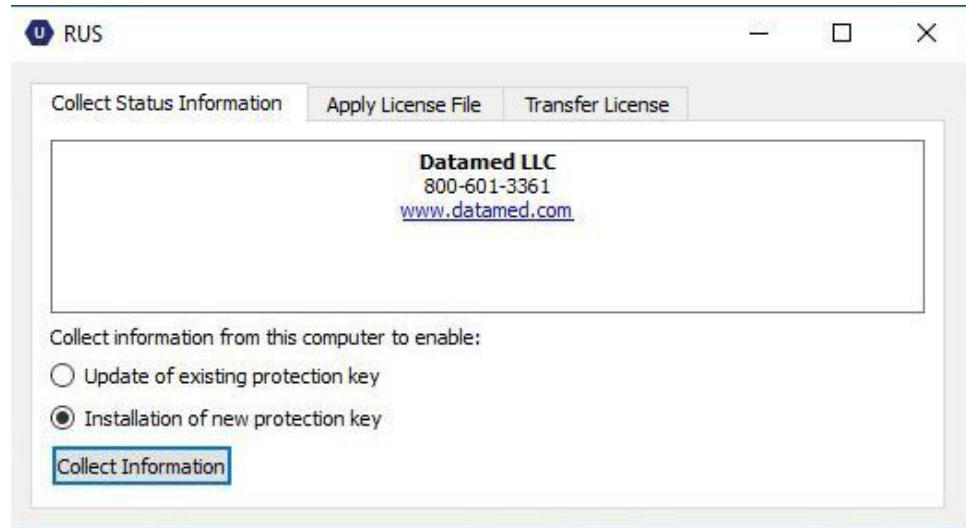 U RUS
Collect Status Information Apply License File Transfer License
Datamed LLC
800-601-3361
www.datamed.com
Collect information from this computer to enable:
Update of existing protection key
Installation of new protection key
Collect Information